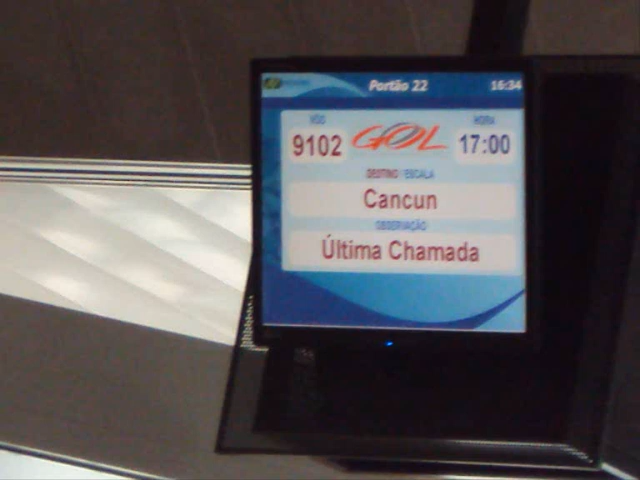 Portão 22 16:34
VÔO HORA
9102 GOL 17:00
DESTINO / ESCALA
Cancun
OBSERVAÇÃO
Última Chamada